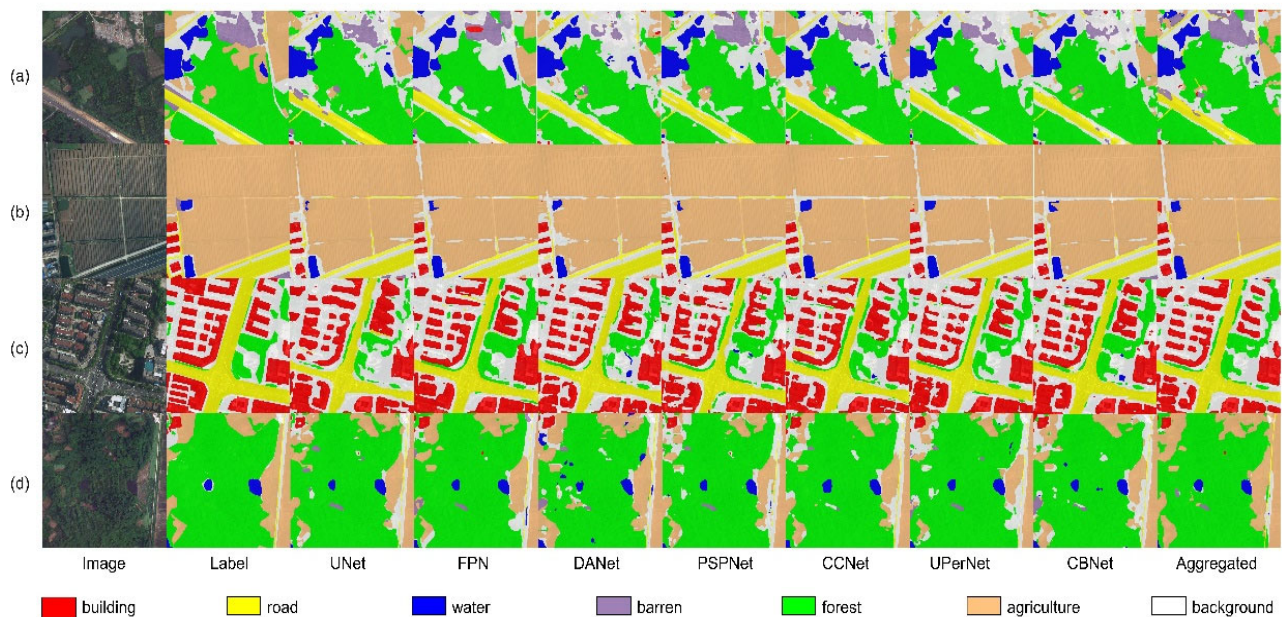 (a)
(b)
(c)
(d)
Image Label UNet FPN DANet PSPNet CCNet UPerNet CBNet Aggregated
building road water barren forest agriculture background